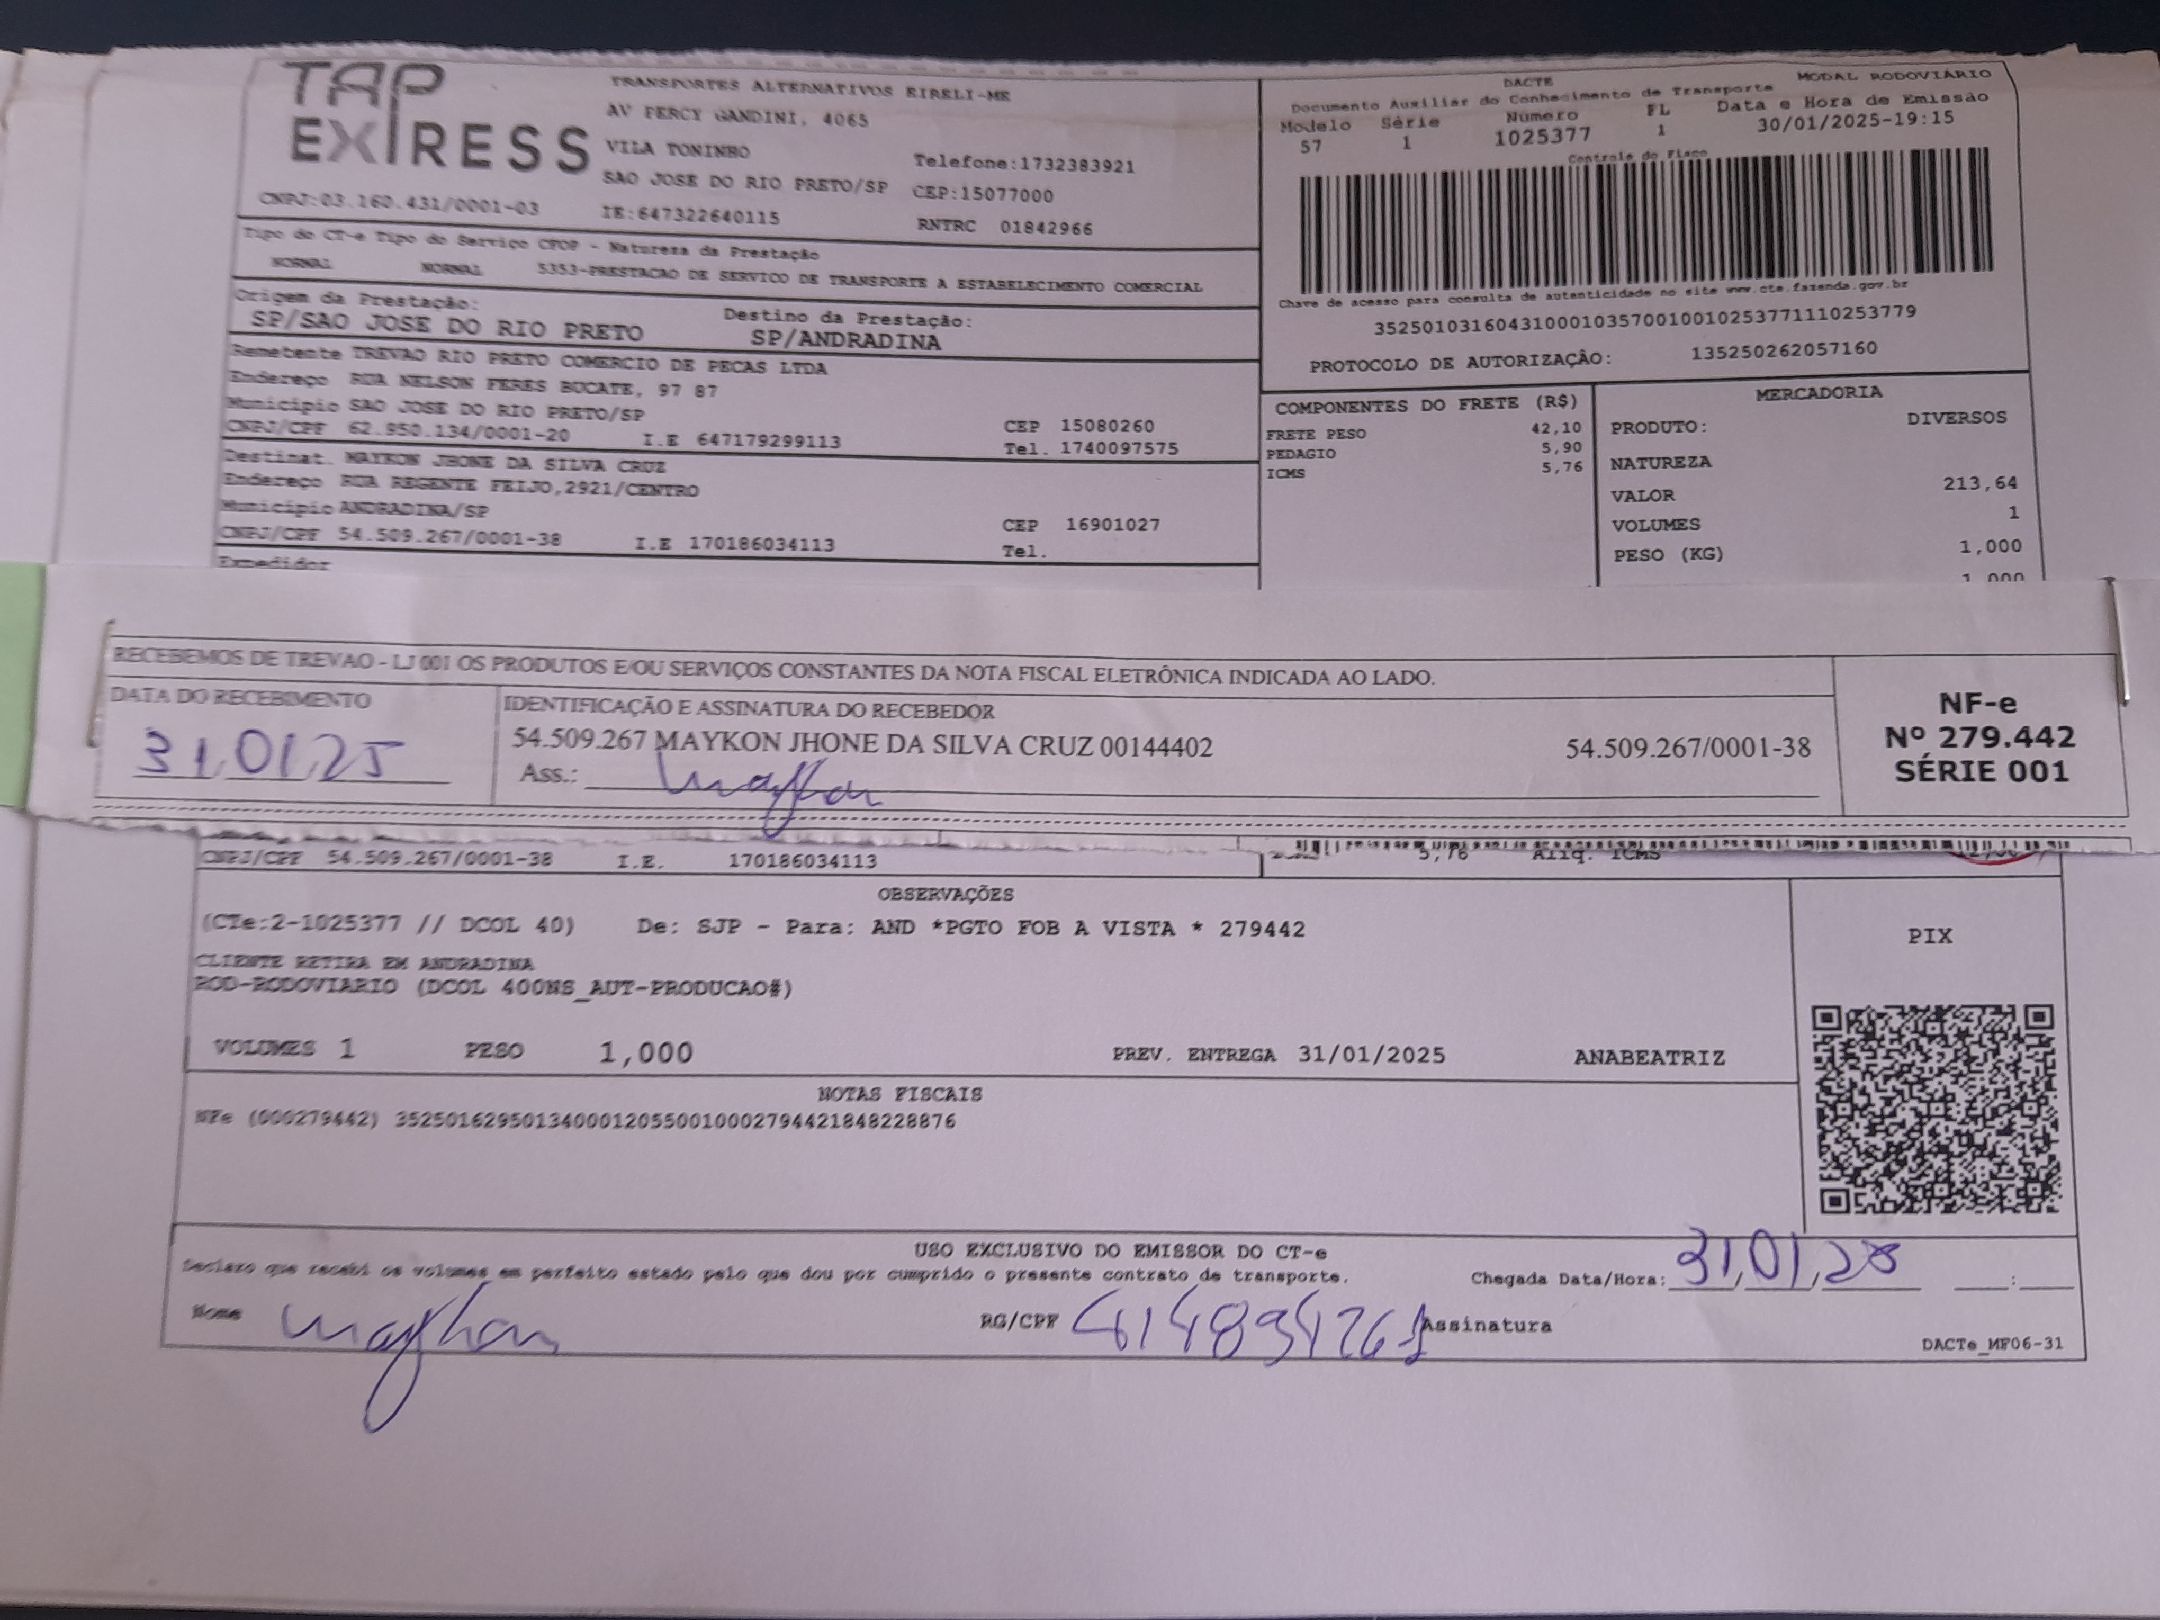 TAP
EXPRESS
TRANSPORTES ALTERNATIVOS EIRELI-ME
AV PERCY GANDINI, 4065
VILA TONINHO
Telefone:1732383921
SAO JOSE DO RIO PRETO/SP CEP:15077000
CNPJ:03.160.431/0001-03 IE:647322640115 RNTRC 01842966
DACTE MODAL RODOVIÁRIO
Documento Auxiliar do Conhecimento de Transporte
Modelo Série Número FL Data e Hora de Emissão
57 1 1025377 1 30/01/2025-19:15
Controle do Fisco
Chave de acesso para consulta de autenticidade no site www.cte.fazenda.gov.br
35250103160431000103570010010253771110253779
PROTOCOLO DE AUTORIZAÇÃO: 135250262057160
Tipo do CT-e Tipo do Serviço CFOP - Natureza da Prestação
NORMAL NORMAL 5353-PRESTACAO DE SERVICO DE TRANSPORTE A ESTABELECIMENTO COMERCIAL
Origem da Prestação: Destino da Prestação:
SP/SAO JOSE DO RIO PRETO SP/ANDRADINA
Remetente TREVAO RIO PRETO COMERCIO DE PECAS LTDA
Endereço RUA NELSON FERES BUCATE, 97 87
Município SAO JOSE DO RIO PRETO/SP CEP 15080260
CNPJ/CPF 62.950.134/0001-20 I.E 647179299113 Tel. 1740097575
Destinat. MAYKON JHONE DA SILVA CRUZ
Endereço RUA REGENTE FEIJO,2921/CENTRO
Município ANDRADINA/SP CEP 16901027
CNPJ/CPF 54.509.267/0001-38 I.E 170186034113 Tel.
Expedidor
COMPONENTES DO FRETE (R$)
FRETE PESO 42,10
PEDAGIO 5,90
ICMS 5,76
MERCADORIA
PRODUTO: DIVERSOS
NATUREZA
VALOR 213,64
VOLUMES 1
PESO (KG) 1,000
1,000
RECEBEMOS DE TREVAO - LJ 001 OS PRODUTOS E/OU SERVIÇOS CONSTANTES DA NOTA FISCAL ELETRÔNICA INDICADA AO LADO.
DATA DO RECEBIMENTO IDENTIFICAÇÃO E ASSINATURA DO RECEBEDOR
54.509.267 MAYKON JHONE DA SILVA CRUZ 00144402 54.509.267/0001-38
31,01,25 Ass.: Maykon
NF-e
Nº 279.442
SÉRIE 001
CNPJ/CPF 54.509.267/0001-38 I.E. 170186034113 5,76 Aliq. ICMS
OBSERVAÇÕES
(CTe:2-1025377 // DCOL 40) De: SJP - Para: AND *PGTO FOB A VISTA * 279442
CLIENTE RETIRA EM ANDRADINA
ROD-RODOVIARIO (DCOL 400NS_AUT-PRODUCAO#)
VOLUMES 1 PESO 1,000 PREV. ENTREGA 31/01/2025 ANABEATRIZ
PIX
NOTAS FISCAIS
NFe (000279442) 35250162950134000120550010002794421848228876
USO EXCLUSIVO DO EMISSOR DO CT-e
Declaro que recebi os volumes em perfeito estado pelo que dou por cumprido o presente contrato de transporte. Chegada Data/Hora: 31/01/25 :
Nome Maykon RG/CPF Assinatura
DACTe_MF06-31